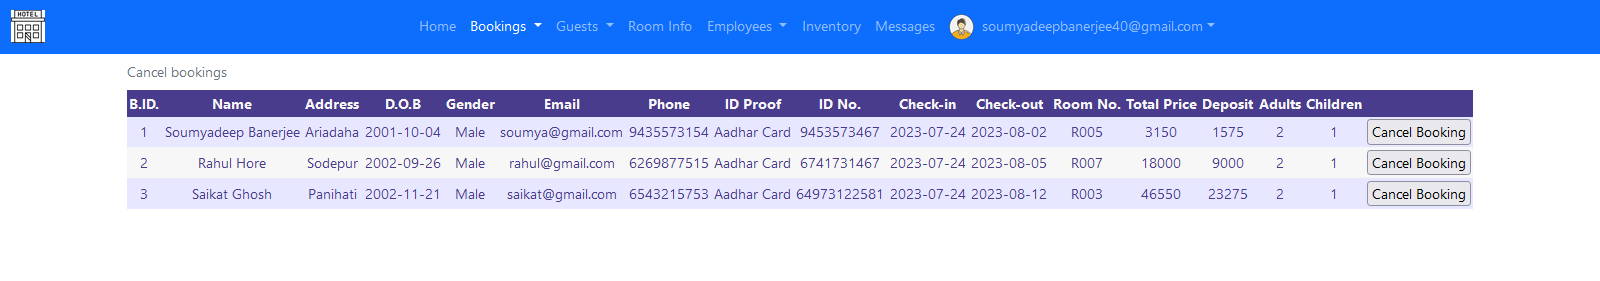 HOTEL
Home Bookings Guests Room Info Employees Inventory Messages soumyadeepbanerjee40@gmail.com
Cancel bookings
B.ID. Name Address D.O.B Gender Email Phone ID Proof ID No. Check-in Check-out Room No. Total Price Deposit Adults Children
1 Soumyadeep Banerjee Ariadaha 2001-10-04 Male soumya@gmail.com 9435573154 Aadhar Card 9453573467 2023-07-24 2023-08-02 R005 3150 1575 2 1 Cancel Booking
2 Rahul Hore Sodepur 2002-09-26 Male rahul@gmail.com 6269877515 Aadhar Card 6741731467 2023-07-24 2023-08-05 R007 18000 9000 2 1 Cancel Booking
3 Saikat Ghosh Panihati 2002-11-21 Male saikat@gmail.com 6543215753 Aadhar Card 64973122581 2023-07-24 2023-08-12 R003 46550 23275 2 1 Cancel Booking